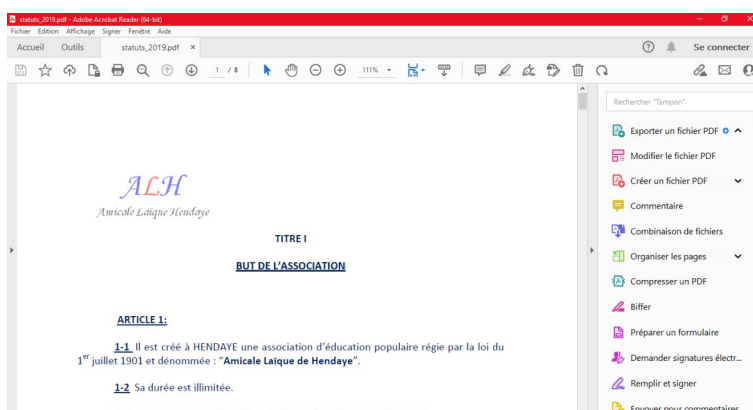 statuts_2019.pdf - Adobe Acrobat Reader (64-bit)
Fichier Edition Affichage Signer Fenêtre Aide
Accueil Outils statuts_2019.pdf × Se connecter
1 / 8 111%
Rechercher "Tampon"
Exporter un fichier PDF
Modifier le fichier PDF
Créer un fichier PDF
Commentaire
Combinaison de fichiers
Organiser les pages
Compresser un PDF
Biffer
Préparer un formulaire
Demander signatures électr...
Remplir et signer
Envoyer pour commentaires
ALH
Amicale Laïque Hendaye
TITRE I
BUT DE L'ASSOCIATION
ARTICLE 1:
1-1 Il est créé à HENDAYE une association d'éducation populaire régie par la loi du
1er juillet 1901 et dénommée : "Amicale Laïque de Hendaye".
1-2 Sa durée est illimitée.